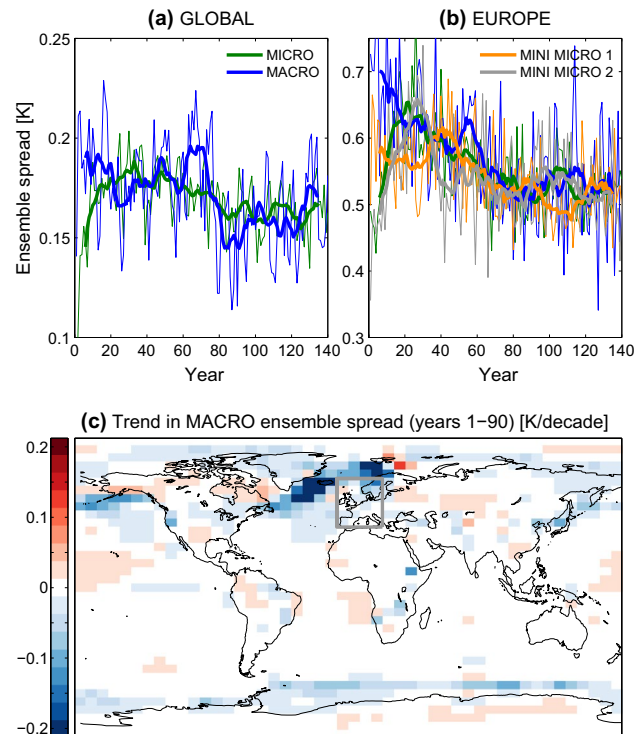 (a) GLOBAL
(b) EUROPE
Ensemble spread [K]
0.25
0.2
0.15
0.1
MICRO
MACRO
0 20 40 60 80 100 120 140
Year
0.7
0.6
0.5
0.4
0.3
MINI MICRO 1
MINI MICRO 2
0 20 40 60 80 100 120 140
Year
(c) Trend in MACRO ensemble spread (years 1−90) [K/decade]
0.2
0.1
0
−0.1
−0.2